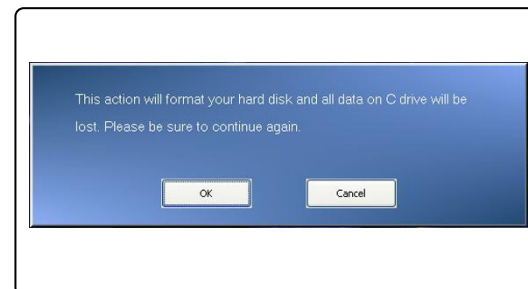 This action will format your hard disk and all data on C drive will be
lost. Please be sure to continue again.
OK
Cancel